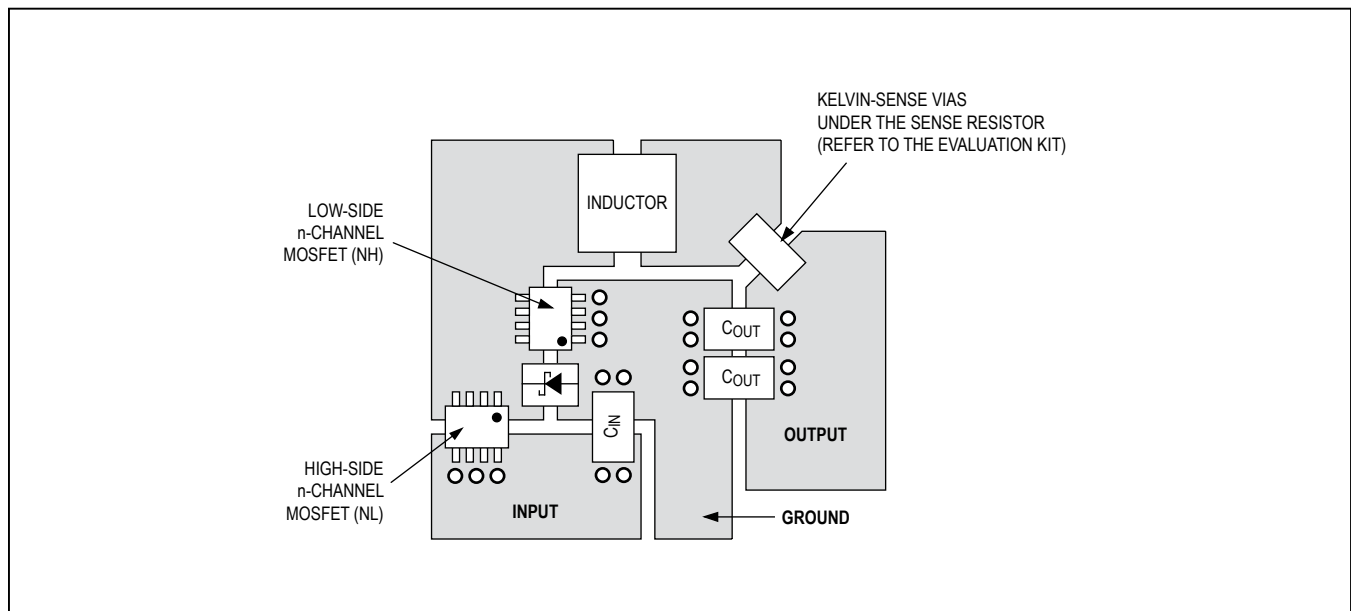 KELVIN-SENSE VIAS
UNDER THE SENSE RESISTOR
(REFER TO THE EVALUATION KIT)
INDUCTOR
LOW-SIDE
n-CHANNEL
MOSFET (NH)
COUT
COUT
CIN
OUTPUT
HIGH-SIDE
n-CHANNEL
MOSFET (NL)
INPUT
GROUND